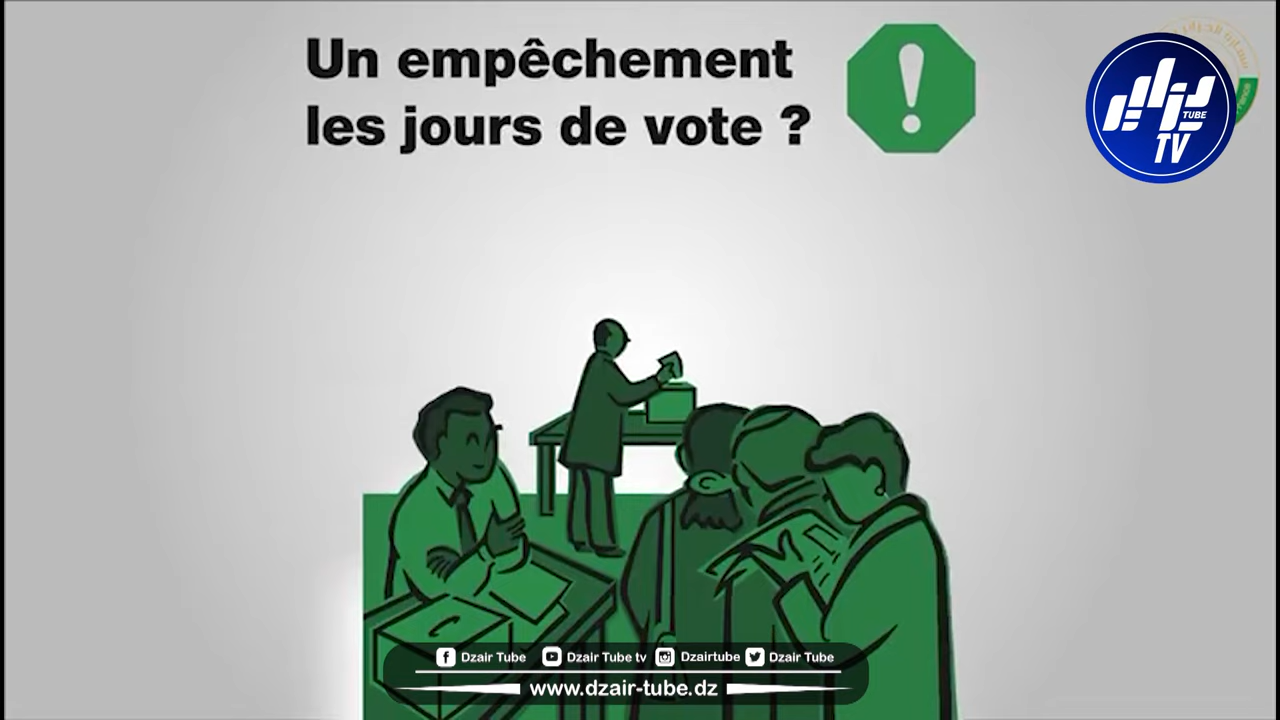 Un empêchement
les jours de vote ?
!
TUBE
TV
Dzair Tube
Dzair Tube tv
Dzairtube
Dzair Tube
www.dzair-tube.dz